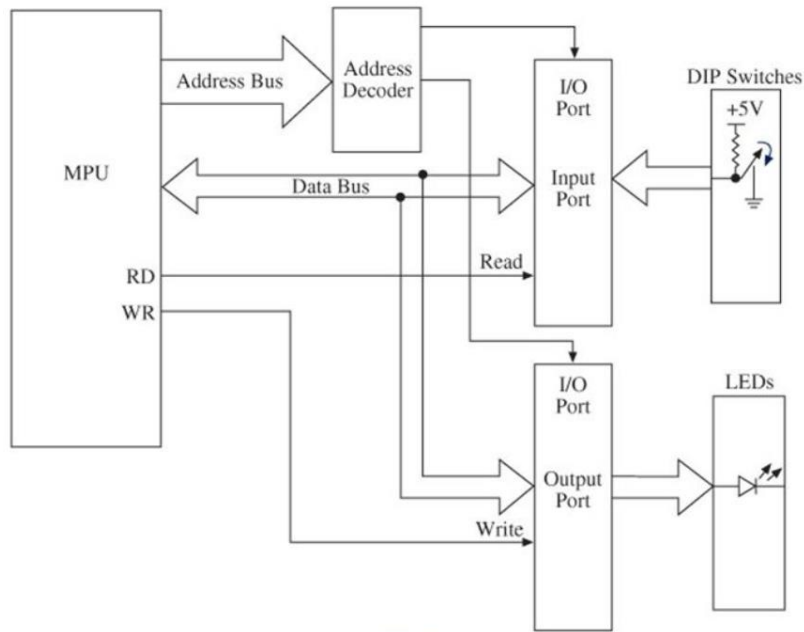 MPU
Address Bus
Address
Decoder
I/O
Port
Input
Port
DIP Switches
+5V
Data Bus
RD
Read
WR
I/O
Port
Output
Port
Write
LEDs